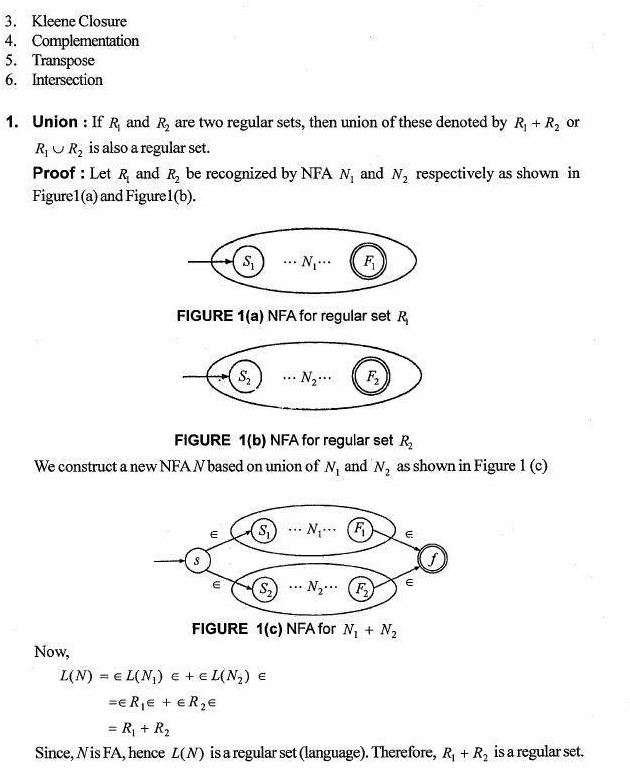 3. Kleene Closure
4. Complementation
5. Transpose
6. Intersection
1. Union : If R₁ and R₂ are two regular sets, then union of these denoted by R₁ + R₂ or
R₁ ∪ R₂ is also a regular set.
Proof : Let R₁ and R₂ be recognized by NFA N₁ and N₂ respectively as shown in
Figure1(a) and Figure1(b).
S₁ ··· N₁··· F₁
FIGURE 1(a) NFA for regular set R₁
S₂ ··· N₂··· F₂
FIGURE 1(b) NFA for regular set R₂
We construct a new NFA N based on union of N₁ and N₂ as shown in Figure 1 (c)
∈ S₁ ··· N₁··· F₁ ∈
s f
∈ S₂ ··· N₂··· F₂ ∈
FIGURE 1(c) NFA for N₁ + N₂
Now,
L(N) = ∈ L(N₁) ∈ + ∈ L(N₂) ∈
=∈ R₁∈ + ∈ R₂∈
= R₁ + R₂
Since, N is FA, hence L(N) is a regular set (language). Therefore, R₁ + R₂ is a regular set.